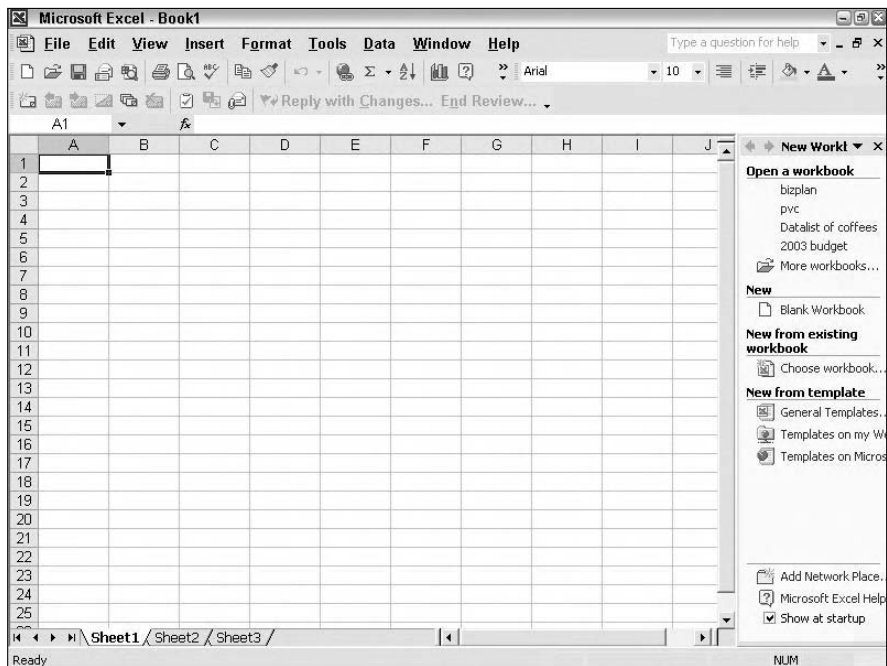 Microsoft Excel - Book1
File Edit View Insert Format Tools Data Window Help Type a question for help
Arial 10
Reply with Changes... End Review...
A1 fx
A B C D E F G H I J
New Workb
Open a workbook
bizplan
pvc
Datalist of coffees
2003 budget
More workbooks...
New
Blank Workbook
New from existing
workbook
Choose workbook...
New from template
General Templates..
Templates on my We
Templates on Micros
Add Network Place..
Microsoft Excel Help
Show at startup
1
2
3
4
5
6
7
8
9
10
11
12
13
14
15
16
17
18
19
20
21
22
23
24
25
Sheet1 Sheet2 Sheet3
Ready NUM